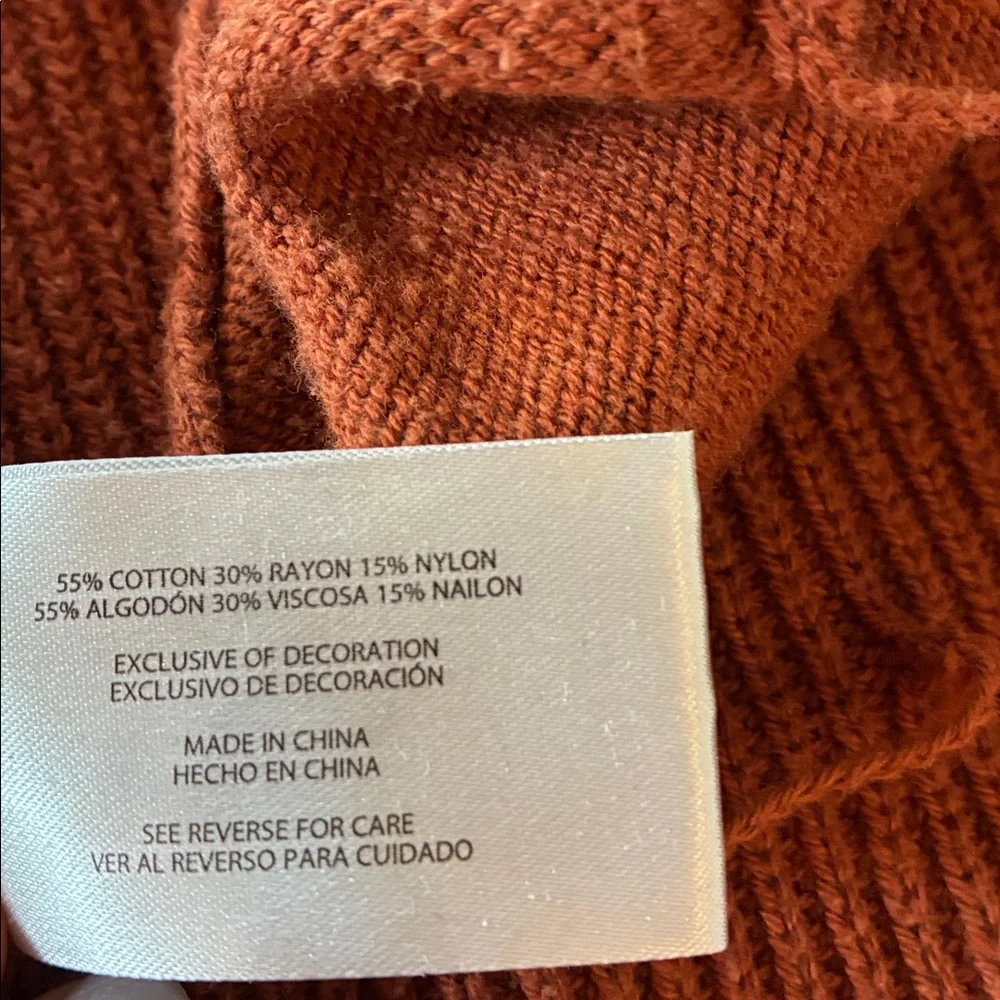 55% COTTON 30% RAYON 15% NYLON
55% ALGODÓN 30% VISCOSA 15% NAILON
EXCLUSIVE OF DECORATION
EXCLUSIVO DE DECORACIÓN
MADE IN CHINA
HECHO EN CHINA
SEE REVERSE FOR CARE
VER AL REVERSO PARA CUIDADO